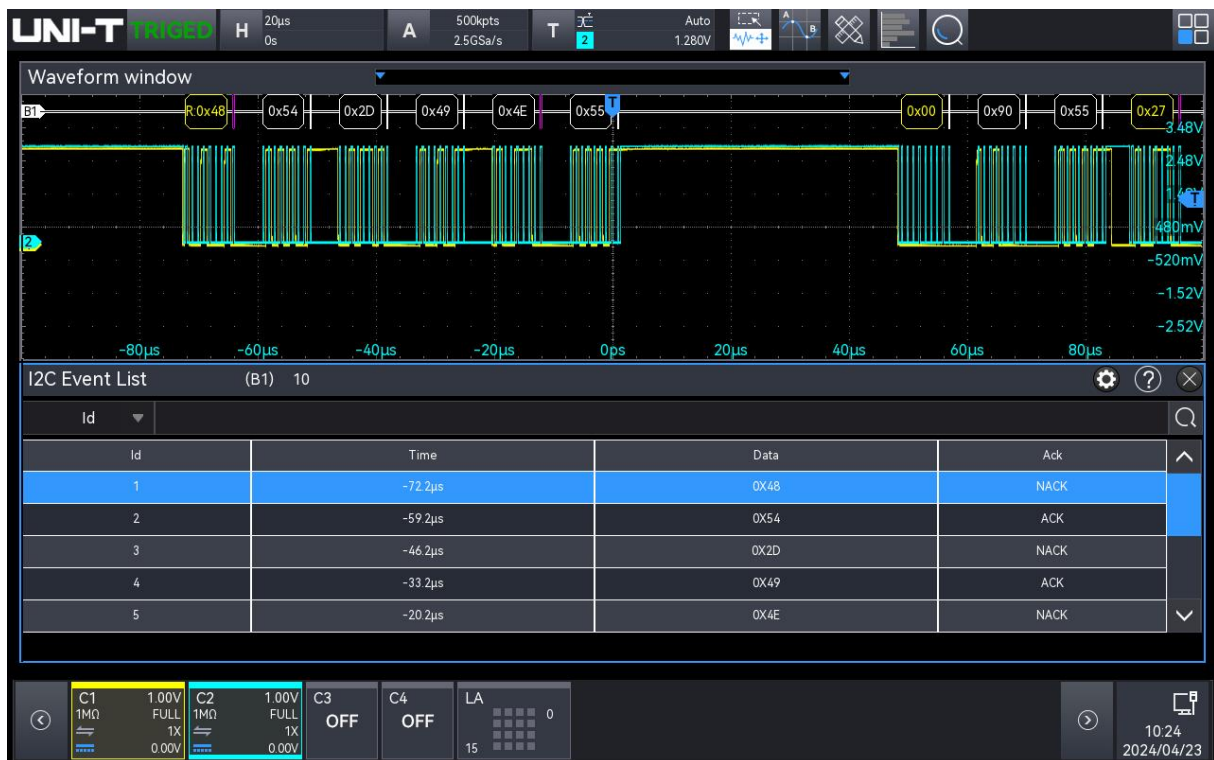 UNI-T TRIGED H 20μs 0s A 500kpts 2.5GSa/s T 2 Auto 1.280V A B
Waveform window
B1 R:0x48 0x54 0x2D 0x49 0x4E 0x55 T 0x00 0x90 0x55 0x27
3.48V
2.48V
1.48V
T
480mV
2
-520mV
-1.52V
-2.52V
-80μs -60μs -40μs -20μs 0ps 20μs 40μs 60μs 80μs
I2C Event List (B1) 10 ?
Id
Id Time Data Ack
1 -72.2μs 0X48 NACK
2 -59.2μs 0X54 ACK
3 -46.2μs 0X2D NACK
4 -33.2μs 0X49 ACK
5 -20.2μs 0X4E NACK
C1 1.00V C2 1.00V C3 C4 LA
1MΩ FULL 1MΩ FULL OFF OFF 0
1X 1X
0.00V 0.00V 15
10:24
2024/04/23